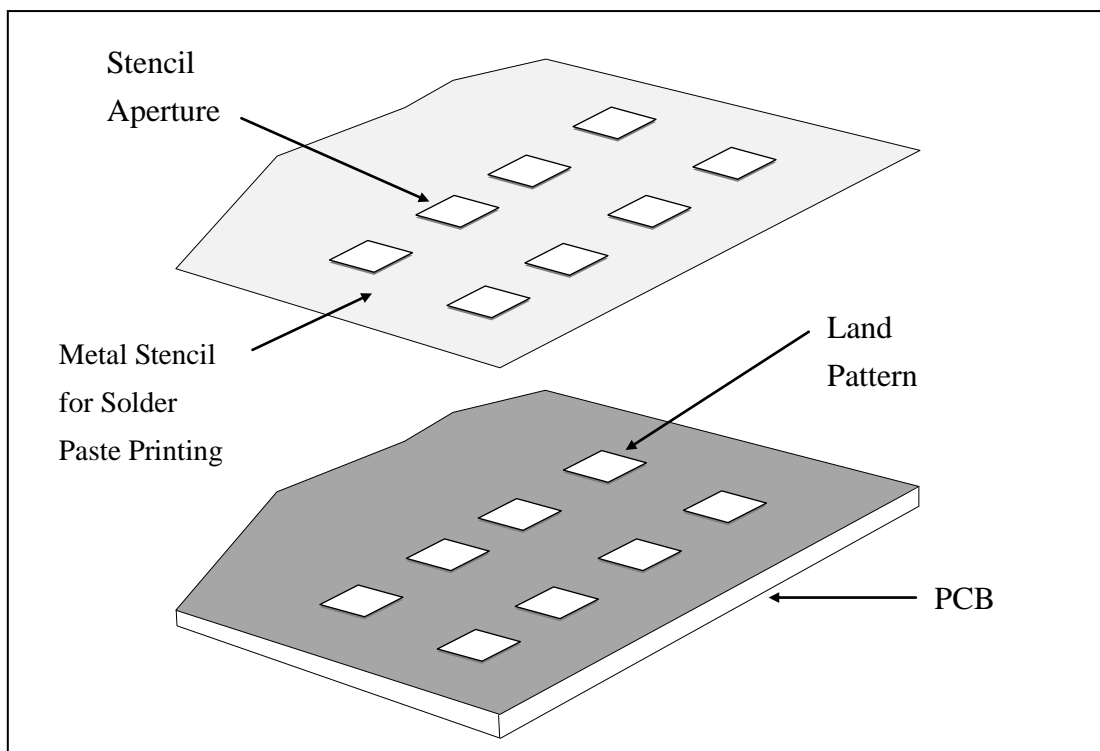 Stencil
Aperture
Metal Stencil
for Solder
Paste Printing
Land
Pattern
PCB